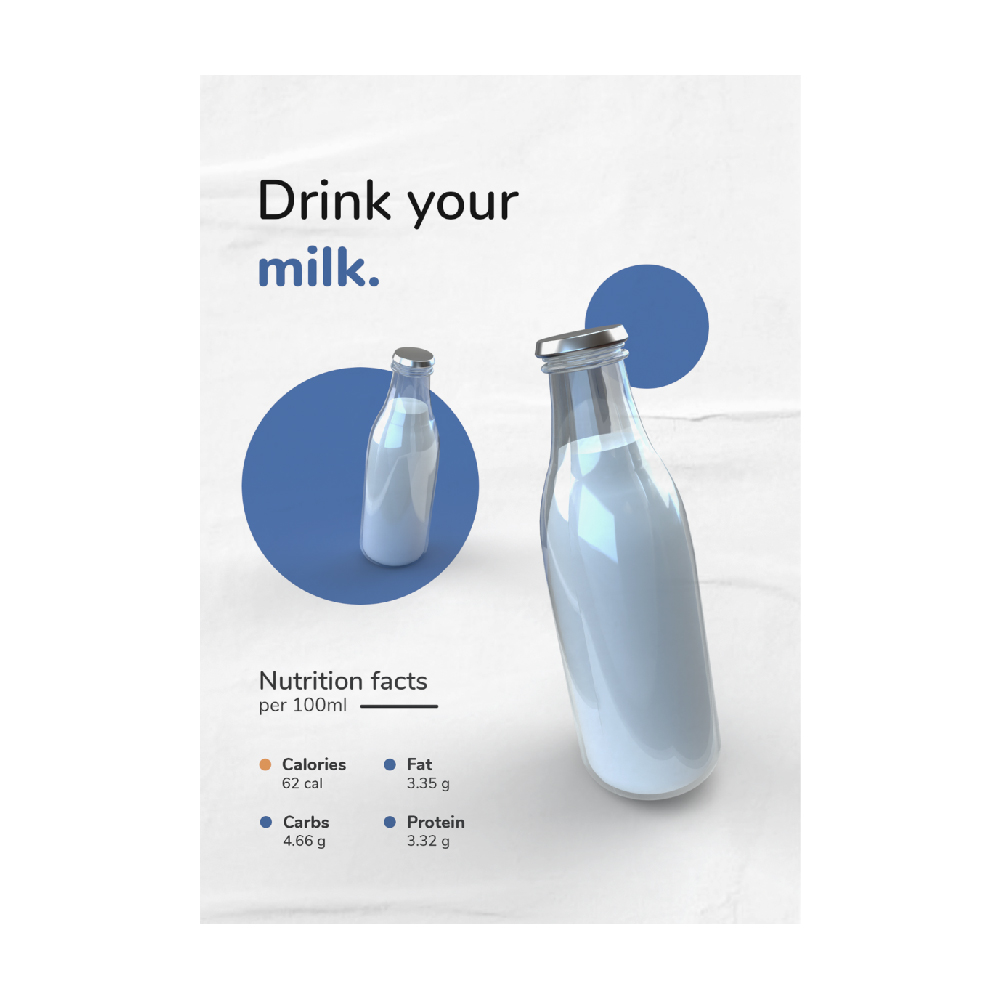 Drink your
milk.
Nutrition facts
per 100ml
Calories
62 cal
Fat
3.35 g
Carbs
4.66 g
Protein
3.32 g